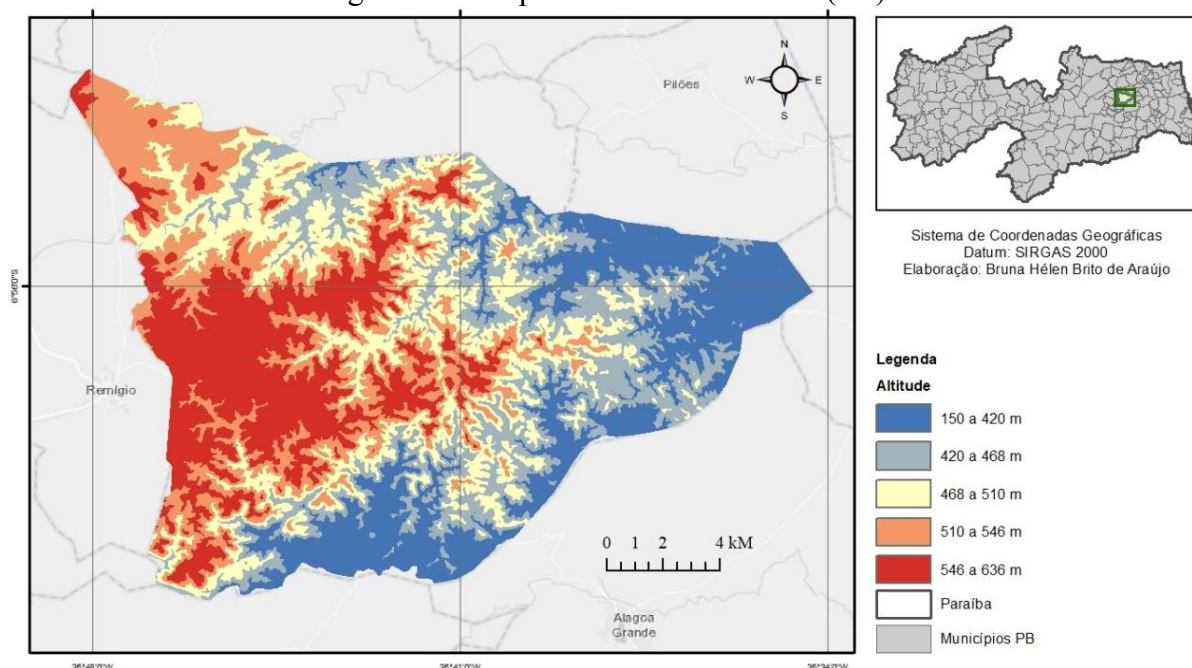 N
W E
S
Pilões
Remígio
Alagoa
Grande
0 1 2 4 kM
Sistema de Coordenadas Geográficas
Datum: SIRGAS 2000
Elaboração: Bruna Hélen Brito de Araújo
Legenda
Altitude
150 a 420 m
420 a 468 m
468 a 510 m
510 a 546 m
546 a 636 m
Paraíba
Municípios PB